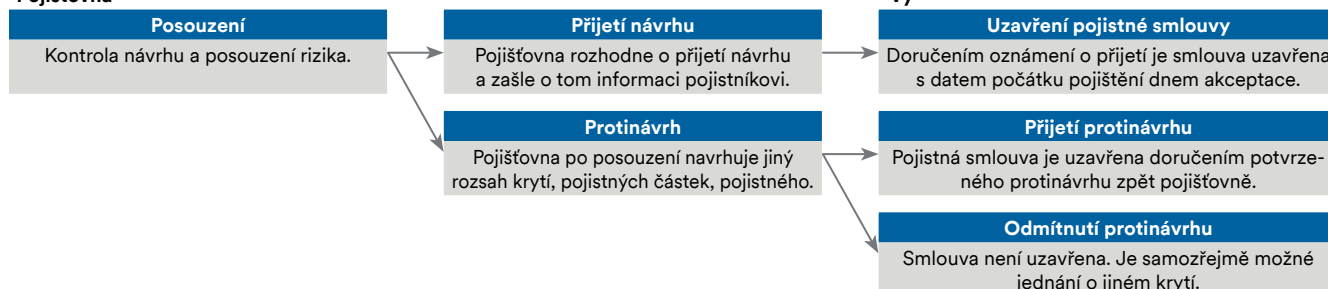 Posouzení
Kontrola návrhu a posouzení rizika.
Přijetí návrhu
Pojišťovna rozhodne o přijetí návrhu
a zašle o tom informaci pojistníkovi.
Uzavření pojistné smlouvy
Doručením oznámení o přijetí je smlouva uzavřena
s datem počátku pojištění dnem akceptace.
Protinávrh
Pojišťovna po posouzení navrhuje jiný
rozsah krytí, pojistných částek, pojistného.
Přijetí protinávrhu
Pojistná smlouva je uzavřena doručením potvrze-
ného protinávrhu zpět pojišťovně.
Odmítnutí protinávrhu
Smlouva není uzavřena. Je samozřejmě možné
jednání o jiném krytí.